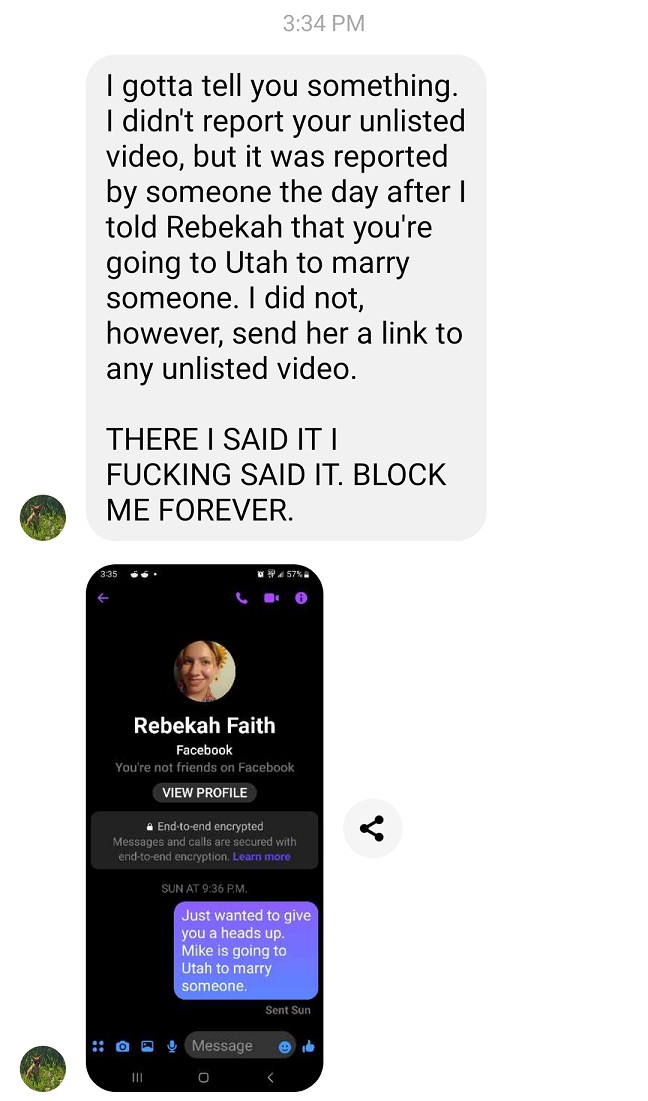 3:34 PM
I gotta tell you something.
I didn't report your unlisted
video, but it was reported
by someone the day after I
told Rebekah that you're
going to Utah to marry
someone. I did not,
however, send her a link to
any unlisted video.
THERE I SAID IT I
FUCKING SAID IT. BLOCK
ME FOREVER.
3:35 57%
Rebekah Faith
Facebook
You're not friends on Facebook
VIEW PROFILE
End-to-end encrypted
Messages and calls are secured with
end-to-end encryption. Learn more
SUN AT 9:36 P.M.
Just wanted to give
you a heads up.
Mike is going to
Utah to marry
someone.
Sent Sun
Message